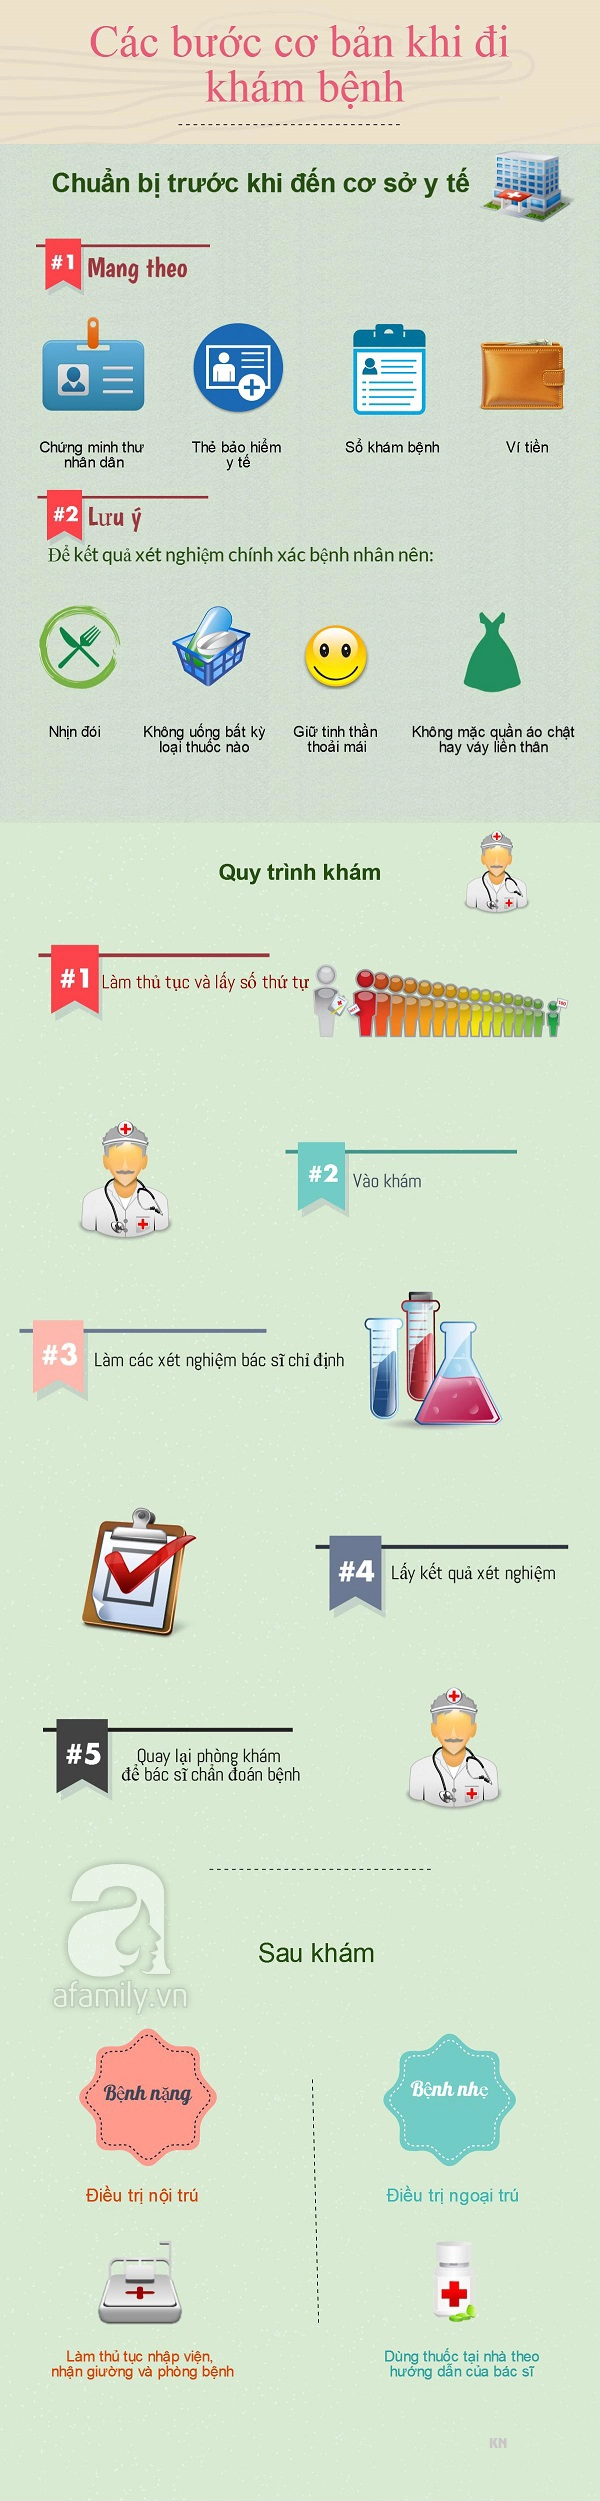 Các bước cơ bản khi đi
khám bệnh
Chuẩn bị trước khi đến cơ sở y tế
#1
Mang theo
Chứng minh thư
nhân dân
Thẻ bảo hiểm
y tế
Sổ khám bệnh
Ví tiền
#2
Lưu ý
Để kết quả xét nghiệm chính xác bệnh nhân nên:
Nhịn đói
Không uống bất kỳ
loại thuốc nào
Giữ tinh thần
thoải mái
Không mặc quần áo chật
hay váy liền thân
Quy trình khám
#1
Làm thủ tục và lấy số thứ tự
#2
Vào khám
#3
Làm các xét nghiệm bác sĩ chỉ định
#4
Lấy kết quả xét nghiệm
#5
Quay lại phòng khám
để bác sĩ chẩn đoán bệnh
afamily.vn
Sau khám
Bệnh nặng
Bệnh nhẹ
Điều trị nội trú
Điều trị ngoại trú
Làm thủ tục nhập viện,
nhận giường và phòng bệnh
Dùng thuốc tại nhà theo
hướng dẫn của bác sĩ
KN